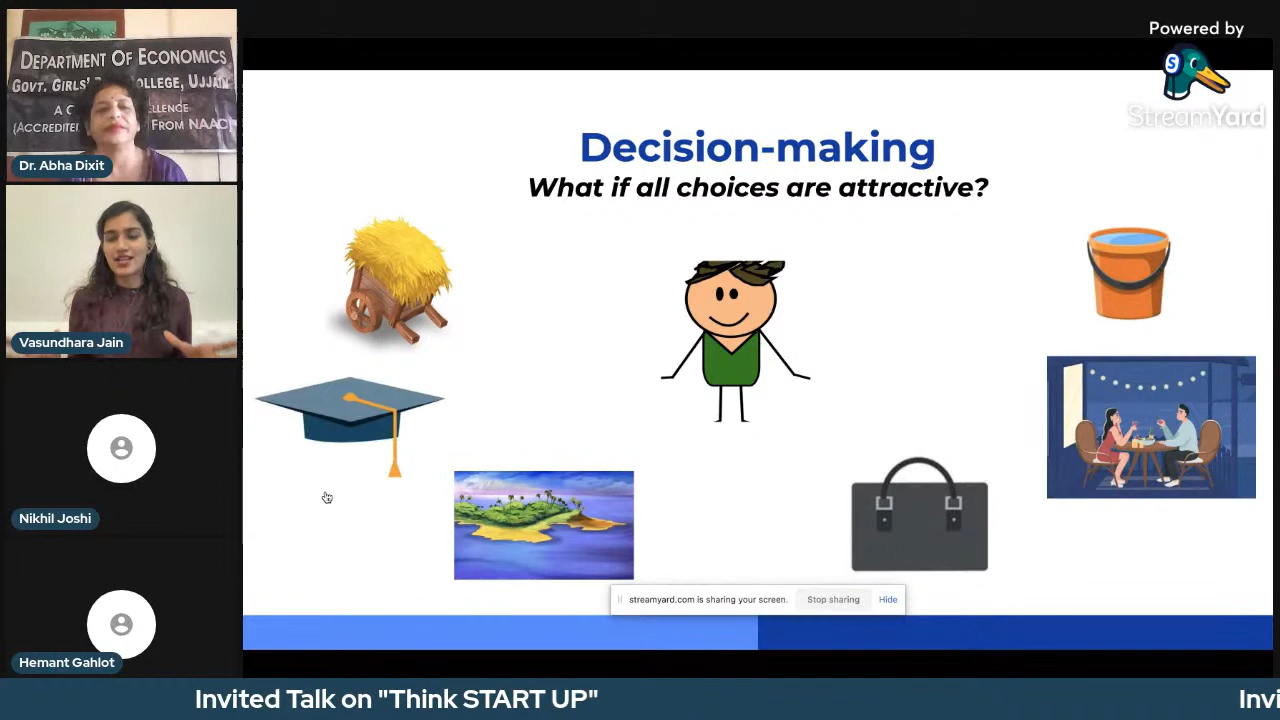 DEPARTMENT OF ECONOMICS
GOVT. GIRLS'
OLLEGE, UJJAIN
A C
LLENCE
(ACCREDITE
FROM NAAC)
Dr. Abha Dixit
Vasundhara Jain
Nikhil Joshi
Hemant Gahlot
Powered by
S
StreamYard
Decision-making
What if all choices are attractive?
streamyard.com is sharing your screen.
Stop sharing
Hide
Invited Talk on "Think START UP"
Invi